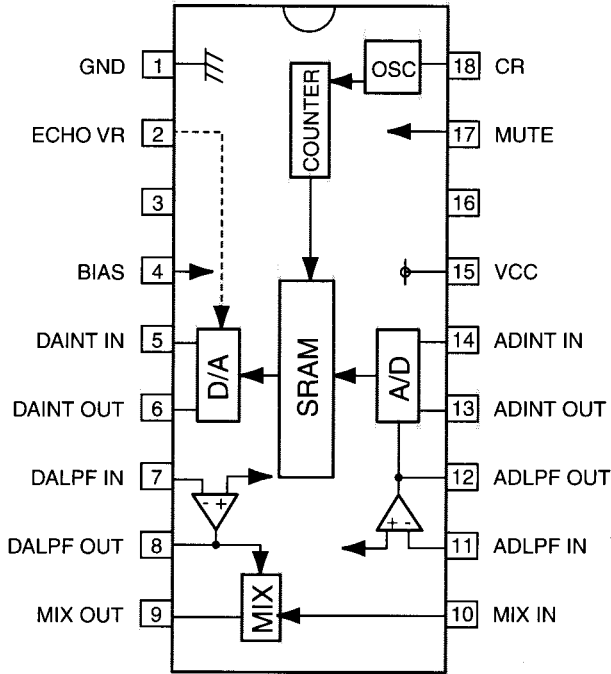 GND 1
ECHO VR 2
3
BIAS 4
DAINT IN 5
DAINT OUT 6
DALPF IN 7
DALPF OUT 8
MIX OUT 9
OSC
COUNTER
SRAM
D/A
A/D
- +
+ -
MIX
18 CR
17 MUTE
16
15 VCC
14 ADINT IN
13 ADINT OUT
12 ADLPF OUT
11 ADLPF IN
10 MIX IN